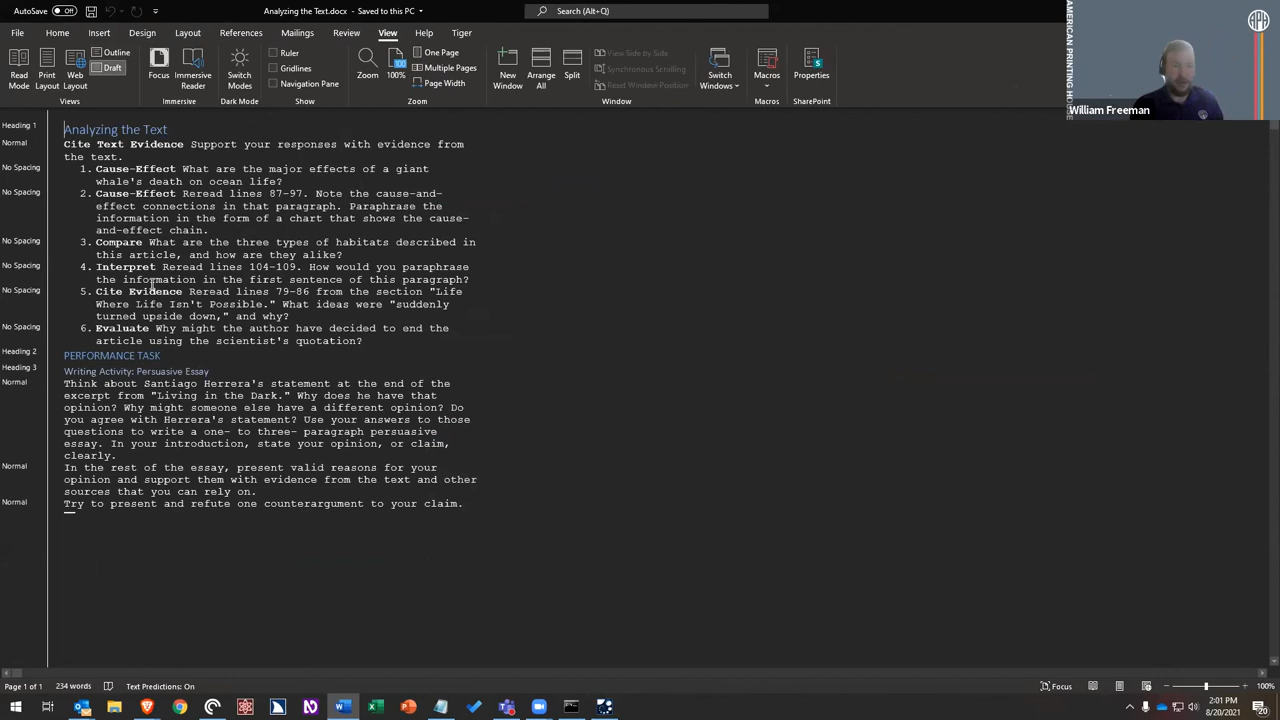 AutoSave Off
Analyzing the Text.docx - Saved to this PC
Search (Alt+Q)
File Home Insert Design Layout References Mailings Review View Help Tiger
Read Mode
Print Layout
Web Layout
Outline
Draft
Views
Focus
Immersive Reader
Immersive
Switch Modes
Dark Mode
Ruler
Gridlines
Navigation Pane
Show
Zoom
100%
One Page
Multiple Pages
Page Width
Zoom
New Window
Arrange All
Split
View Side by Side
Synchronous Scrolling
Reset Window Position
Window
Switch Windows
Macros
Macros
Properties
SharePoint
AMERICAN PRINTING HOUSE
APH
William Freeman
Heading 1
Analyzing the Text
Normal
Cite Text Evidence Support your responses with evidence from
the text.
No Spacing
1. Cause-Effect What are the major effects of a giant
whale's death on ocean life?
No Spacing
2. Cause-Effect Reread lines 87-97. Note the cause-and-
effect connections in that paragraph. Paraphrase the
information in the form of a chart that shows the cause-
and-effect chain.
No Spacing
3. Compare What are the three types of habitats described in
this article, and how are they alike?
No Spacing
4. Interpret Reread lines 104-109. How would you paraphrase
the information in the first sentence of this paragraph?
No Spacing
5. Cite Evidence Reread lines 79-86 from the section "Life
Where Life Isn't Possible." What ideas were "suddenly
turned upside down," and why?
No Spacing
6. Evaluate Why might the author have decided to end the
article using the scientist's quotation?
Heading 2
PERFORMANCE TASK
Heading 3
Writing Activity: Persuasive Essay
Normal
Think about Santiago Herrera's statement at the end of the
excerpt from "Living in the Dark." Why does he have that
opinion? Why might someone else have a different opinion? Do
you agree with Herrera's statement? Use your answers to those
questions to write a one- to three- paragraph persuasive
essay. In your introduction, state your opinion, or claim,
clearly.
Normal
In the rest of the essay, present valid reasons for your
opinion and support them with evidence from the text and other
sources that you can rely on.
Normal
Try to present and refute one counterargument to your claim.
Page 1 of 1 234 words Text Predictions: On
Focus
100%
2:01 PM
8/20/2021
20